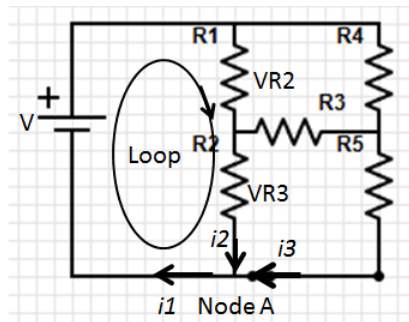 R1
R4
VR2
R3
+
V
R2
R5
Loop
VR3
i2
i3
i1 Node A